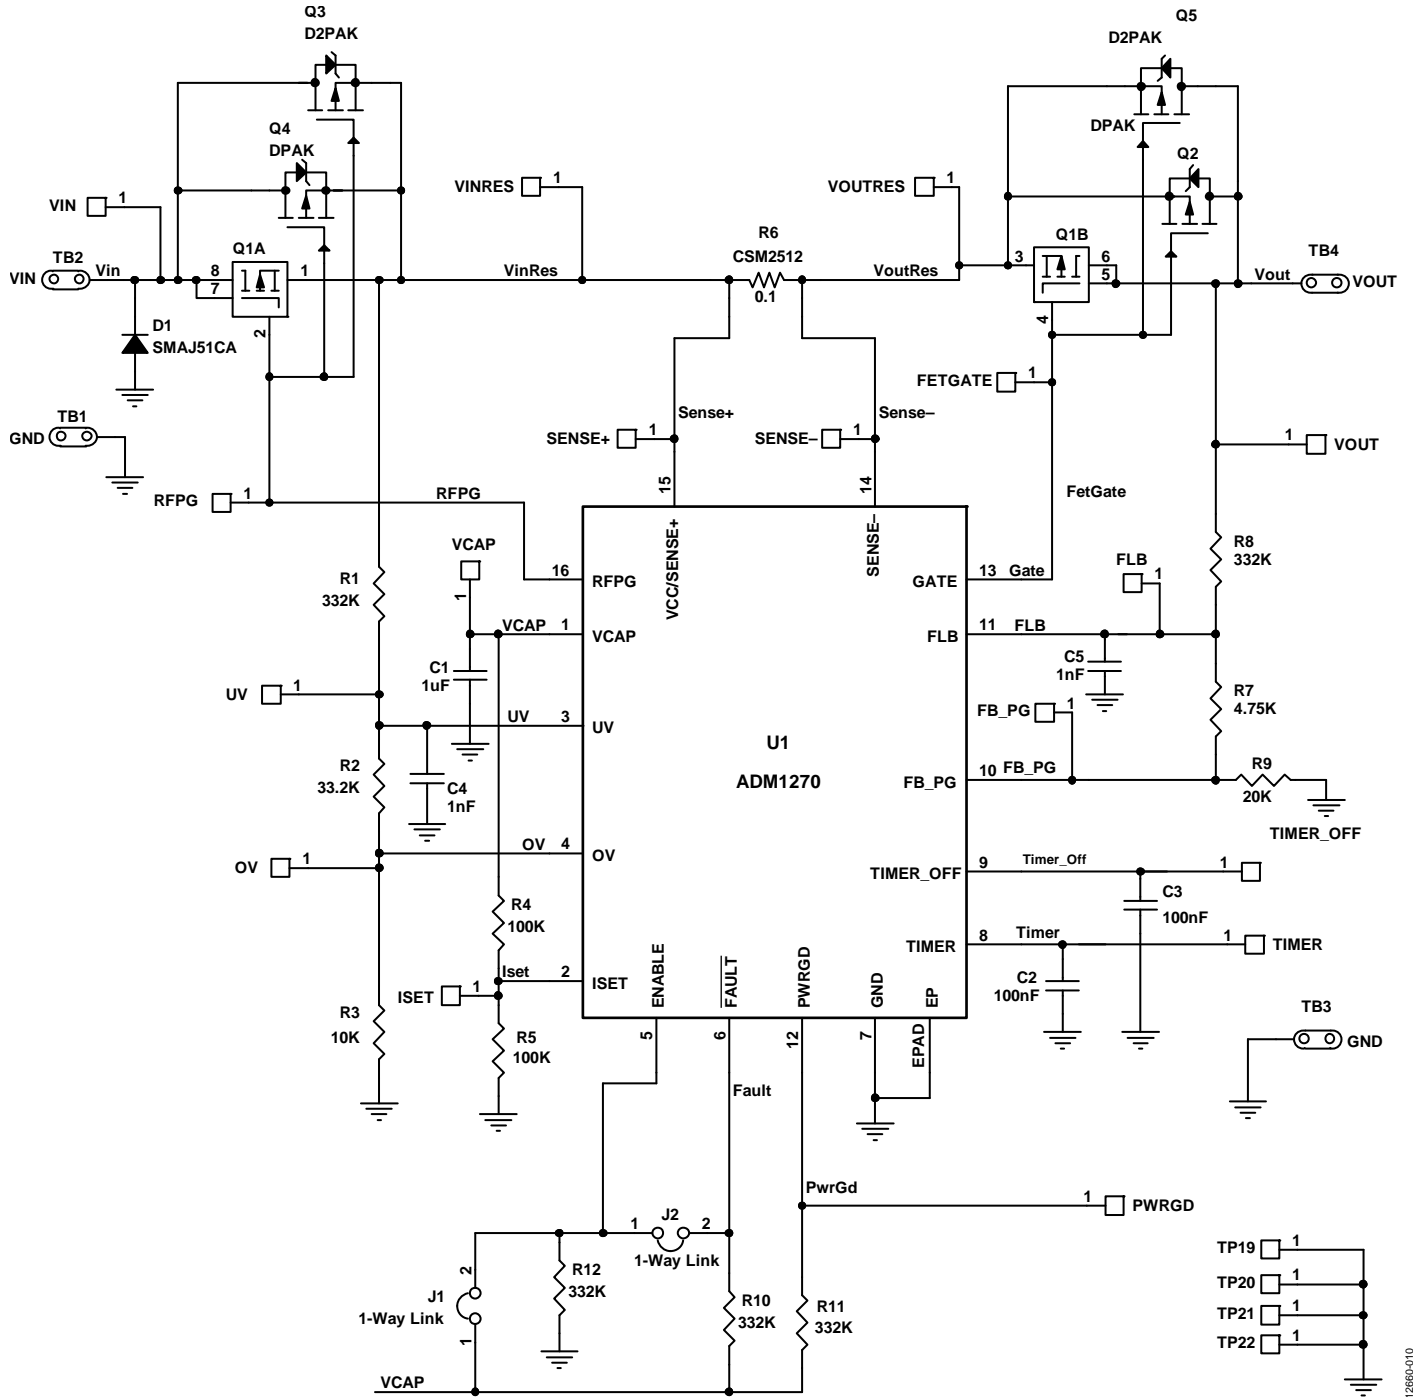 Q3
D2PAK
Q5
D2PAK
Q4
DPAK
DPAK
Q2
VINRES 1
VOUTRES 1
VIN 1
TB2
VIN
Vin
8
7
Q1A
1
2
VinRes
R6
CSM2512
0.1
VoutRes
3
Q1B
6
5
4
Vout
TB4
VOUT
D1
SMAJ51CA
FETGATE 1
TB1
GND
Sense+
Sense–
SENSE+ 1
SENSE– 1
1 VOUT
RFPG 1
RFPG
15
14
FetGate
VCC/SENSE+
SENSE–
VCAP
1
R1
332K
16 RFPG
GATE
13 Gate
FLB
1
R8
332K
VCAP 1 VCAP
FLB
11 FLB
C1
1uF
C5
1nF
UV 1
UV 3 UV
R7
4.75K
FB_PG 1
U1
ADM1270
R2
33.2K
C4
1nF
FB_PG
10 FB_PG
R9
20K
TIMER_OFF
OV 1
OV 4 OV
TIMER_OFF
9 Timer_Off 1
C3
100nF
R4
100K
TIMER
8 Timer 1 TIMER
Iset 2 ISET
ISET 1
ENABLE
FAULT
PWRGD
GND
EP
C2
100nF
R3
10K
R5
100K
5
6
12
7
EPAD
TB3
GND
Fault
PwrGd
1 PWRGD
J2
1 2
1-Way Link
R12
332K
2
J1
1-Way Link
1
R10
332K
R11
332K
VCAP
TP19 1
TP20 1
TP21 1
TP22 1
12660-010